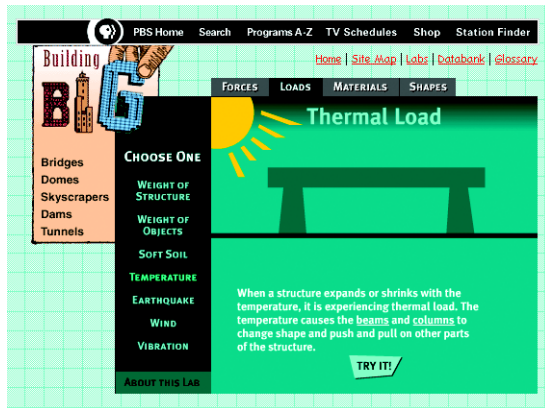 PBS Home Search Programs A-Z TV Schedules Shop Station Finder
Building
BIG
Home | Site Map | Labs | Databank | Glossary
FORCES LOADS MATERIALS SHAPES
Thermal Load
Bridges
Domes
Skyscrapers
Dams
Tunnels
CHOOSE ONE
WEIGHT OF
STRUCTURE
WEIGHT OF
OBJECTS
SOFT SOIL
TEMPERATURE
EARTHQUAKE
WIND
VIBRATION
ABOUT THIS LAB
When a structure expands or shrinks with the
temperature, it is experiencing thermal load. The
temperature causes the beams and columns to
change shape and push and pull on other parts
of the structure.
TRY IT!